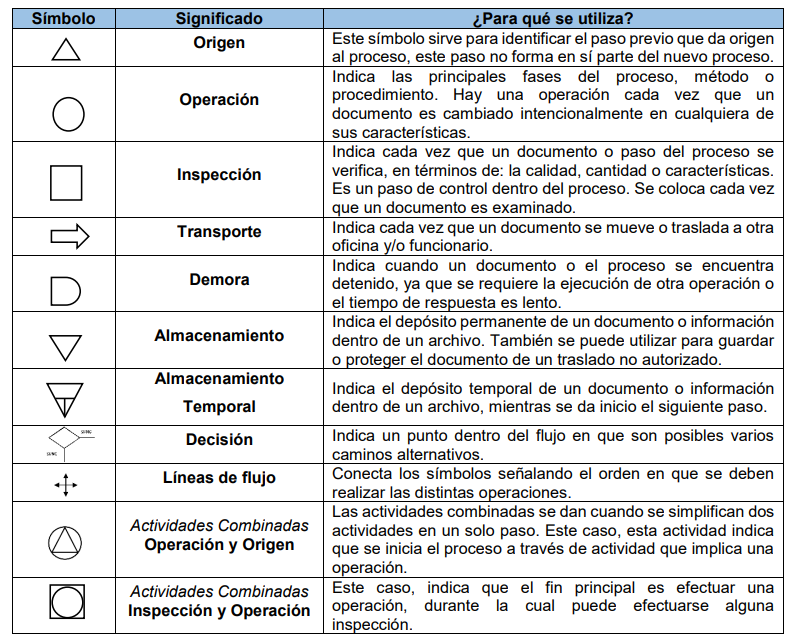 Símbolo Significado ¿Para qué se utiliza?
Origen
Este símbolo sirve para identificar el paso previo que da origen
al proceso, este paso no forma en sí parte del nuevo proceso.
Operación
Indica las principales fases del proceso, método o
procedimiento. Hay una operación cada vez que un
documento es cambiado intencionalmente en cualquiera de
sus características.
Inspección
Indica cada vez que un documento o paso del proceso se
verifica, en términos de: la calidad, cantidad o características.
Es un paso de control dentro del proceso. Se coloca cada vez
que un documento es examinado.
Transporte
Indica cada vez que un documento se mueve o traslada a otra
oficina y/o funcionario.
Demora
Indica cuando un documento o el proceso se encuentra
detenido, ya que se requiere la ejecución de otra operación o
el tiempo de respuesta es lento.
Almacenamiento
Indica el depósito permanente de un documento o información
dentro de un archivo. También se puede utilizar para guardar
o proteger el documento de un traslado no autorizado.
Almacenamiento
Temporal
Indica el depósito temporal de un documento o información
dentro de un archivo, mientras se da inicio el siguiente paso.
Decisión
Indica un punto dentro del flujo en que son posibles varios
caminos alternativos.
Líneas de flujo
Conecta los símbolos señalando el orden en que se deben
realizar las distintas operaciones.
Actividades Combinadas
Operación y Origen
Las actividades combinadas se dan cuando se simplifican dos
actividades en un solo paso. Este caso, esta actividad indica
que se inicia el proceso a través de actividad que implica una
operación.
Actividades Combinadas
Inspección y Operación
Este caso, indica que el fin principal es efectuar una
operación, durante la cual puede efectuarse alguna
inspección.